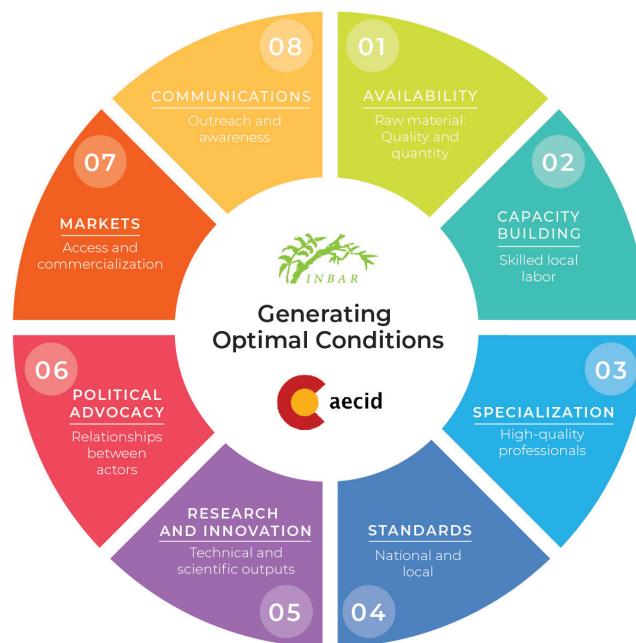 01
AVAILABILITY
Raw material:
Quality and
quantity
02
CAPACITY
BUILDING
Skilled local
labor
03
SPECIALIZATION
High-quality
professionals
04
STANDARDS
National and
local
05
RESEARCH
AND INNOVATION
Technical and
scientific outputs
06
POLITICAL
ADVOCACY
Relationships
between
actors
07
MARKETS
Access and
commercialization
08
COMMUNICATIONS
Outreach and
awareness
INBAR
Generating
Optimal Conditions
aecid